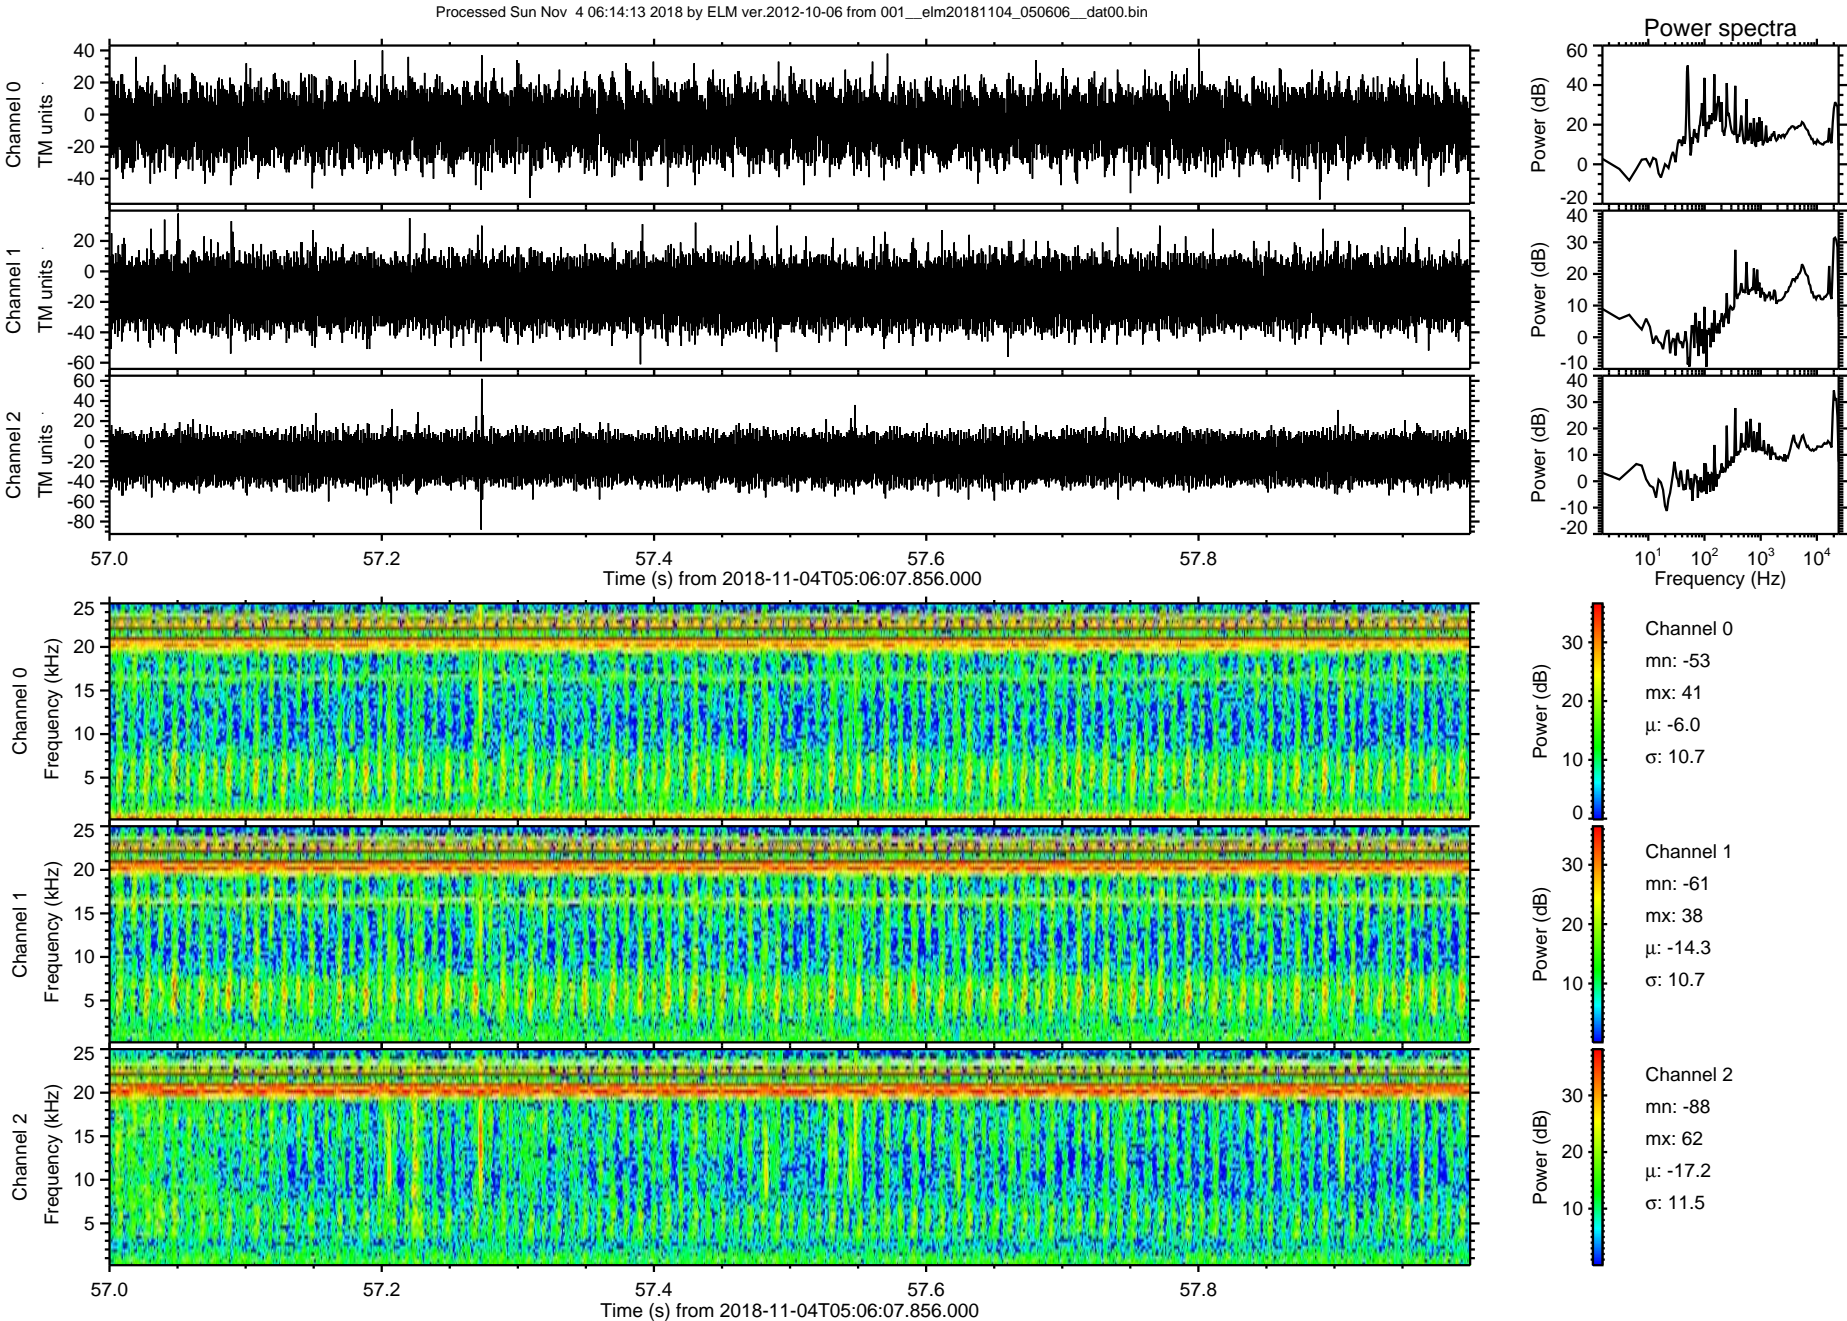 Processed Sun Nov  4 06:14:13 2018 by ELM ver.2012-10-06 from 001__elm20181104_050606__dat00.bin
Power spectra
Channel 0
TM units
40
20
0
-20
-40
Power (dB)
60
40
20
0
-20
Channel 1
TM units
20
0
-20
-40
-60
Power (dB)
40
30
20
10
0
-10
Channel 2
TM units
60
40
20
0
-20
-40
-60
-80
Power (dB)
40
30
20
10
0
-10
-20
57.0 57.2 57.4 57.6 57.8
Time (s) from 2018-11-04T05:06:07.856.000
10¹ 10² 10³ 10⁴
Frequency (Hz)
Channel 0
Frequency (kHz)
25
20
15
10
5
Power (dB)
30
20
10
0
Channel 0
mn: -53
mx: 41
μ: -6.0
σ: 10.7
Channel 1
Frequency (kHz)
25
20
15
10
5
Power (dB)
30
20
10
Channel 1
mn: -61
mx: 38
μ: -14.3
σ: 10.7
Channel 2
Frequency (kHz)
25
20
15
10
5
Power (dB)
30
20
10
Channel 2
mn: -88
mx: 62
μ: -17.2
σ: 11.5
57.0 57.2 57.4 57.6 57.8
Time (s) from 2018-11-04T05:06:07.856.000